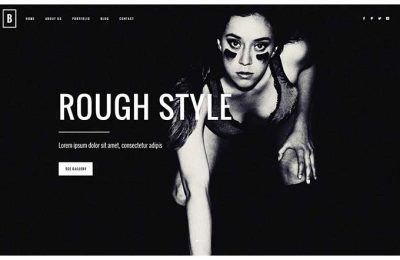 B
HOME
ABOUT US
PORTFOLIO
BLOG
CONTACT
ROUGH STYLE
Lorem ipsum dolor sit amet, consectetur adipis
SEE GALLERY